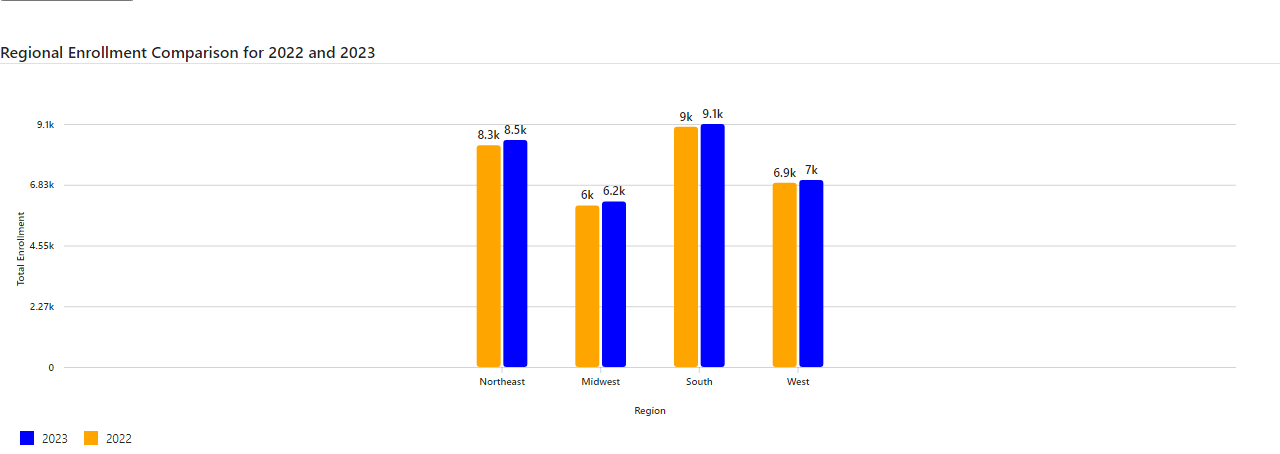 Regional Enrollment Comparison for 2022 and 2023
9.1k
6.83k
4.55k
2.27k
0
Total Enrollment
8.3k 8.5k
6k 6.2k
9k 9.1k
6.9k 7k
Northeast Midwest South West
Region
2023 2022